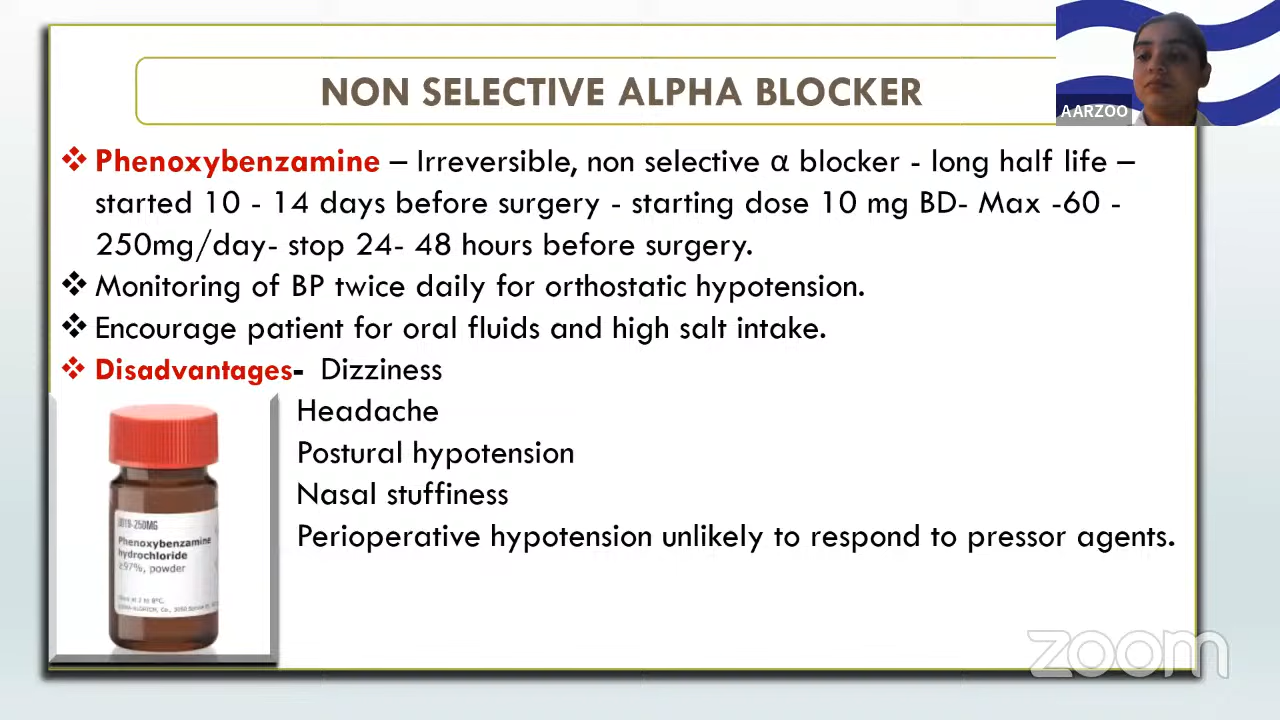 NON SELECTIVE ALPHA BLOCKER
AARZOO
❖ Phenoxybenzamine – Irreversible, non selective α blocker - long half life –
started 10 - 14 days before surgery - starting dose 10 mg BD- Max -60 -
250mg/day- stop 24- 48 hours before surgery.
❖ Monitoring of BP twice daily for orthostatic hypotension.
❖ Encourage patient for oral fluids and high salt intake.
❖ Disadvantages- Dizziness
Headache
Postural hypotension
Nasal stuffiness
Perioperative hypotension unlikely to respond to pressor agents.
Phenoxybenzamine
hydrochloride
≥97%, powder
zoom